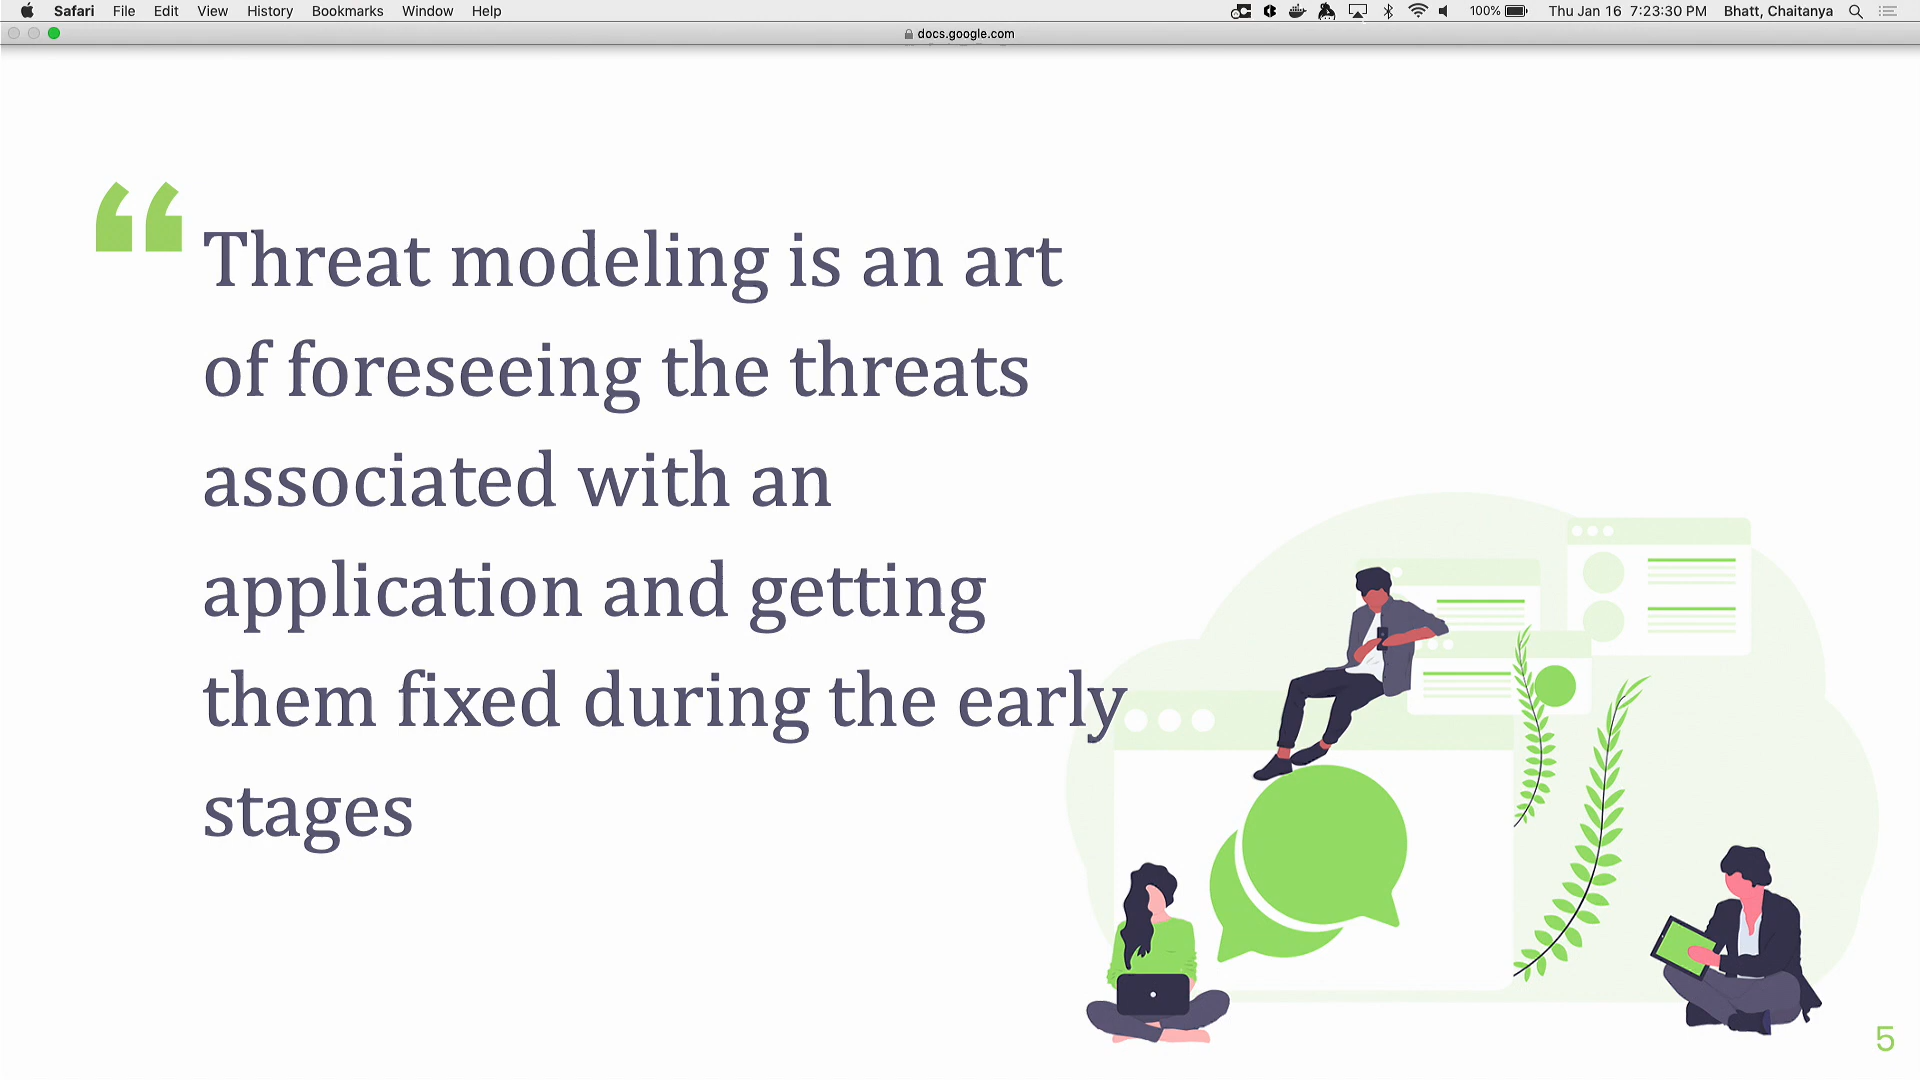 Safari File Edit View History Bookmarks Window Help 100% Thu Jan 16 7:23:30 PM Bhatt, Chaitanya
docs.google.com
“ Threat modeling is an art
of foreseeing the threats
associated with an
application and getting
them fixed during the early
stages
5